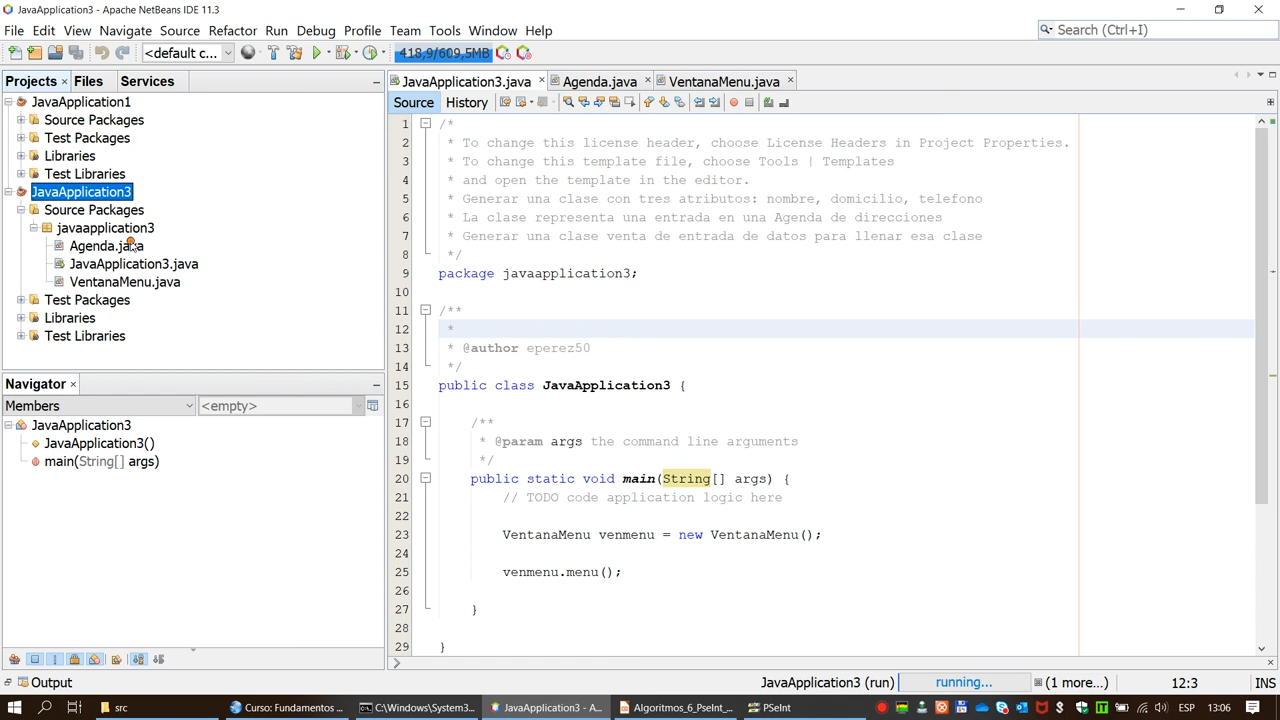 JavaApplication3 - Apache NetBeans IDE 11.3
File Edit View Navigate Source Refactor Run Debug Profile Team Tools Window Help
Search (Ctrl+I)
<default c...
418,9/609,5MB
Projects Files Services
JavaApplication1
Source Packages
Test Packages
Libraries
Test Libraries
JavaApplication3
Source Packages
javaapplication3
Agenda.java
JavaApplication3.java
VentanaMenu.java
Test Packages
Libraries
Test Libraries
Navigator
Members <empty>
JavaApplication3
JavaApplication3()
main(String[] args)
JavaApplication3.java Agenda.java VentanaMenu.java
Source History
1 /*
2 * To change this license header, choose License Headers in Project Properties.
3 * To change this template file, choose Tools | Templates
4 * and open the template in the editor.
5 * Generar una clase con tres atributos: nombre, domicilio, telefono
6 * La clase representa una entrada en una Agenda de direcciones
7 * Generar una clase venta de entrada de datos para llenar esa clase
8 */
9 package javaapplication3;
10
11 /**
12 *
13 * @author eperez50
14 */
15 public class JavaApplication3 {
16
17 /**
18 * @param args the command line arguments
19 */
20 public static void main(String[] args) {
21 // TODO code application logic here
22
23 VentanaMenu venmenu = new VentanaMenu();
24
25 venmenu.menu();
26
27 }
28
29 }
Output
JavaApplication3 (run) running... (1 more...) 12:3 INS
src
Curso: Fundamentos ...
C:\Windows\System3...
JavaApplication3 - A...
Algoritmos_6_PseInt...
PSeInt
ESP 13:06